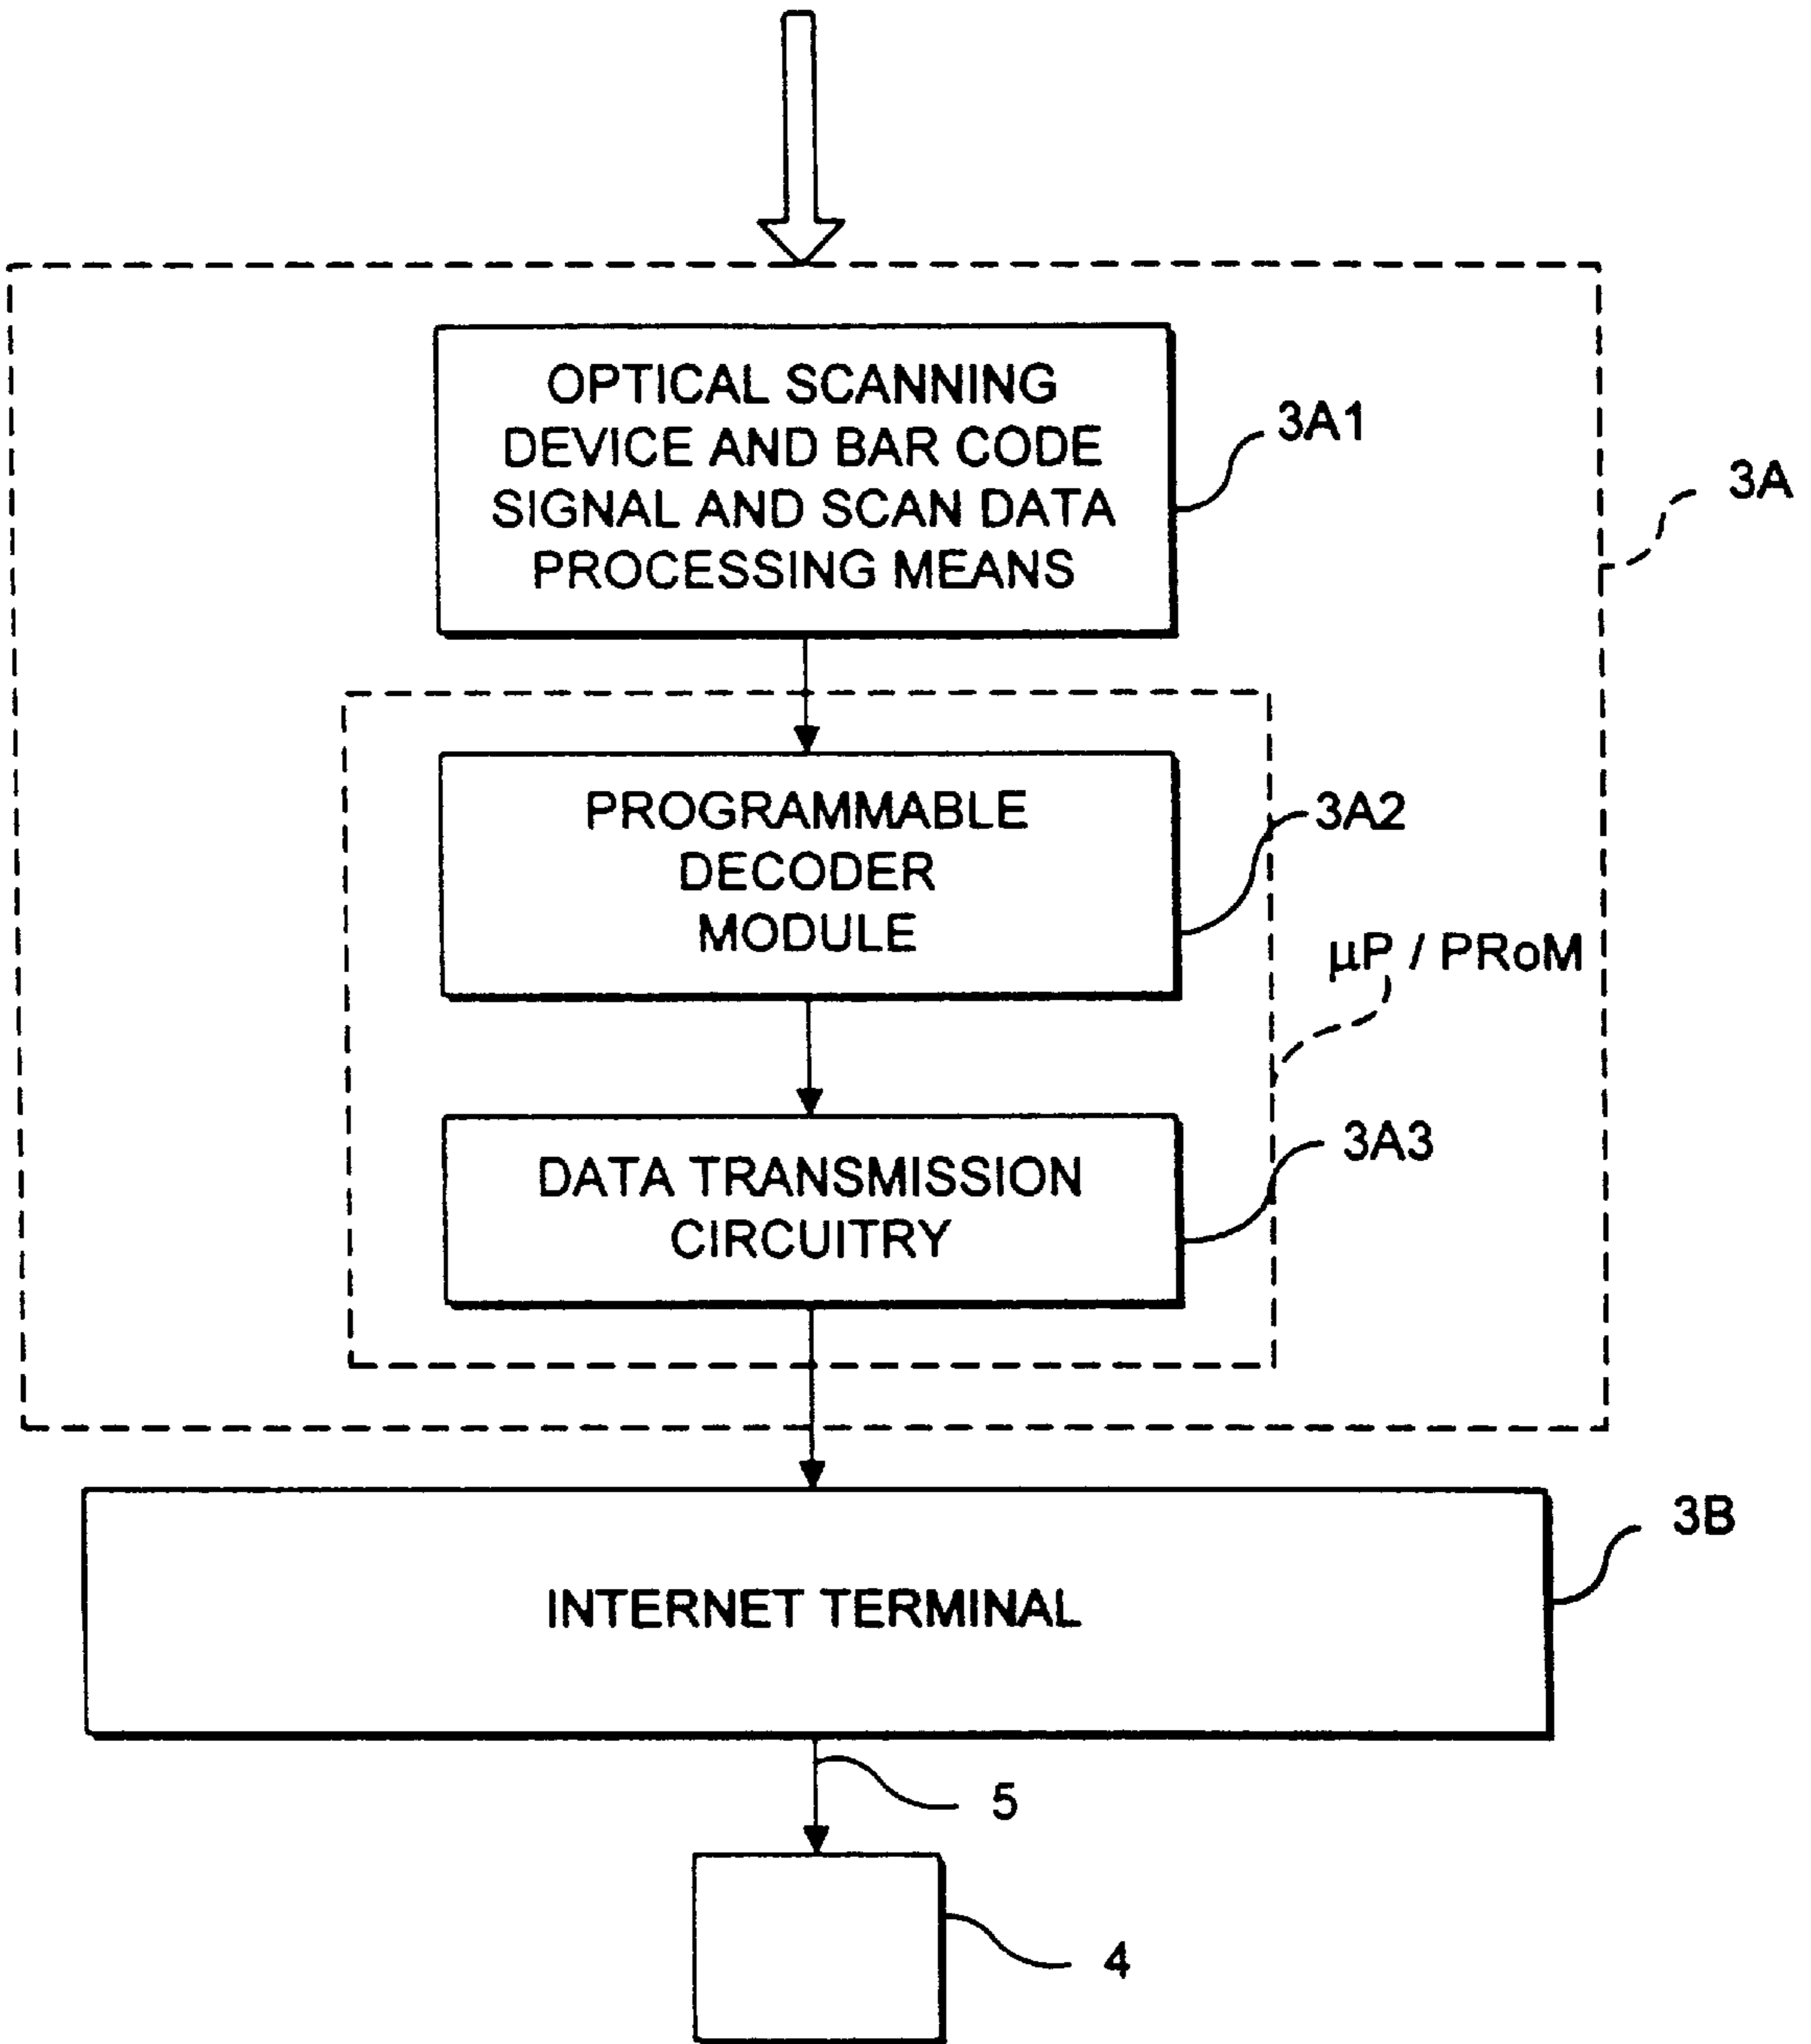 OPTICAL SCANNING
DEVICE AND BAR CODE
SIGNAL AND SCAN DATA
PROCESSING MEANS
3A1
3A
PROGRAMMABLE
DECODER
MODULE
3A2
µP / PRoM
DATA TRANSMISSION
CIRCUITRY
3A3
INTERNET TERMINAL
3B
5
4